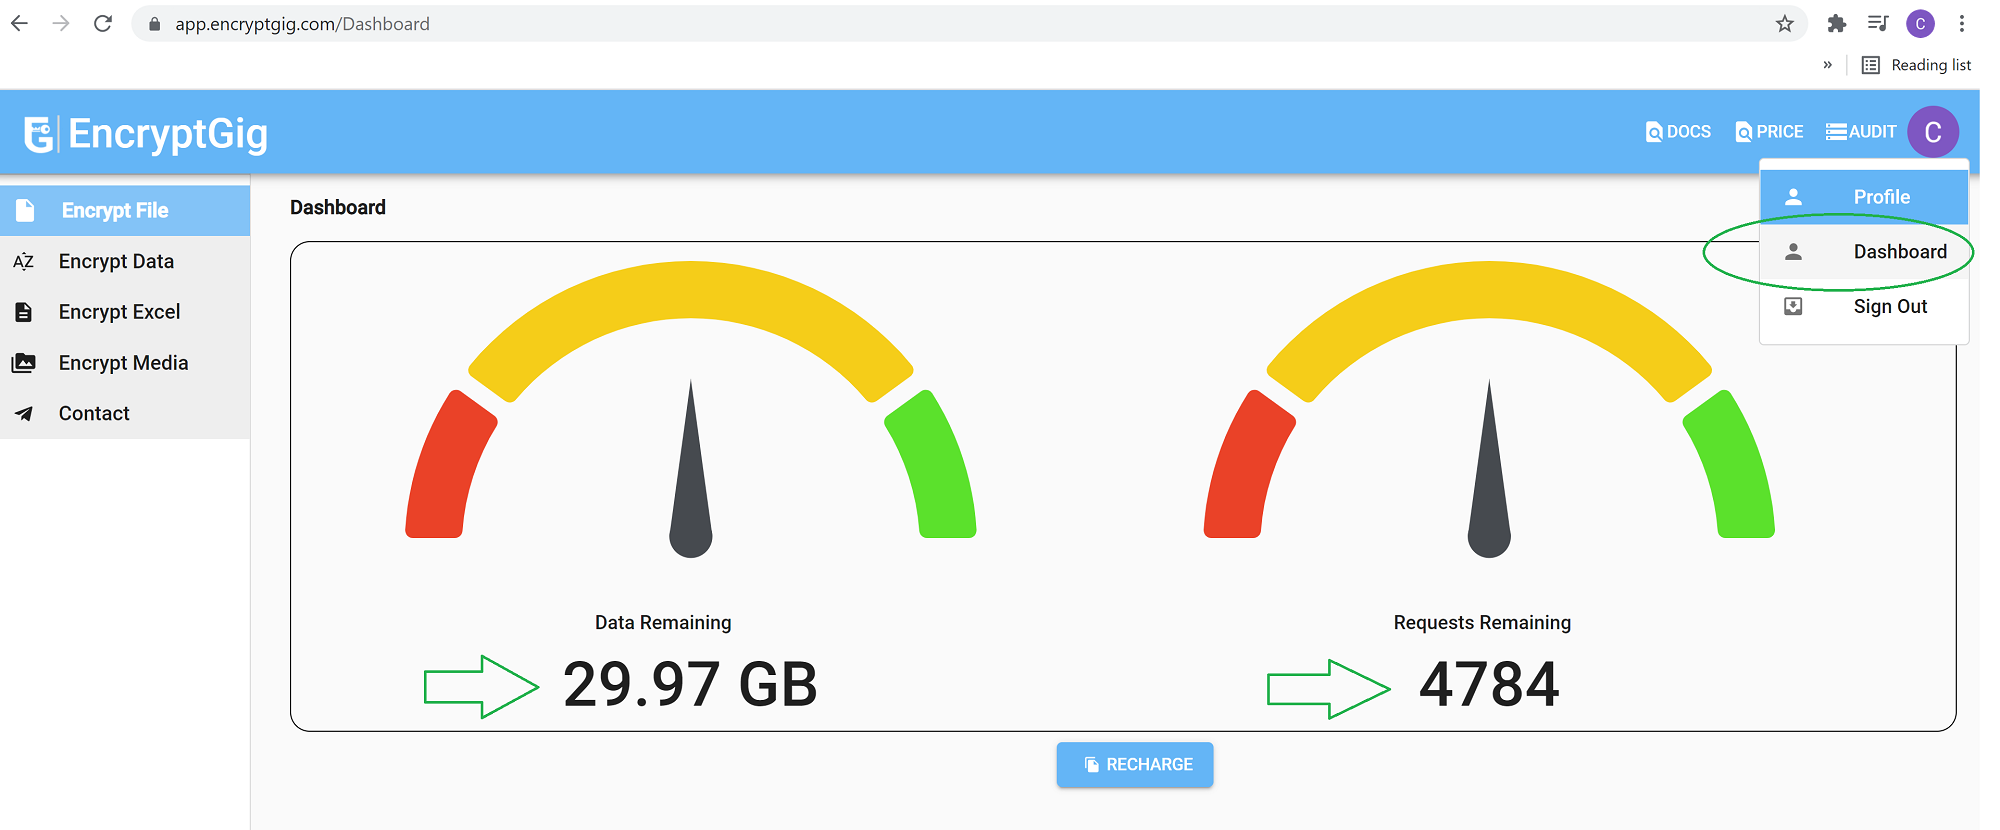 app.encryptgig.com/Dashboard
C
»
Reading list
EG
EncryptGig
DOCS
PRICE
AUDIT
C
Encrypt File
Encrypt Data
Encrypt Excel
Encrypt Media
Contact
Dashboard
Profile
Dashboard
Sign Out
Data Remaining
29.97 GB
Requests Remaining
4784
RECHARGE